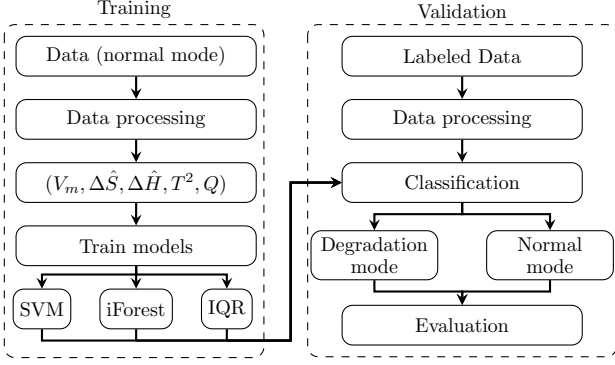 Training
Data (normal mode)
Data processing
(Vₘ, ΔŜ, ΔĤ, T², Q)
Train models
SVM
iForest
IQR
Validation
Labeled Data
Data processing
Classification
Degradation
mode
Normal
mode
Evaluation